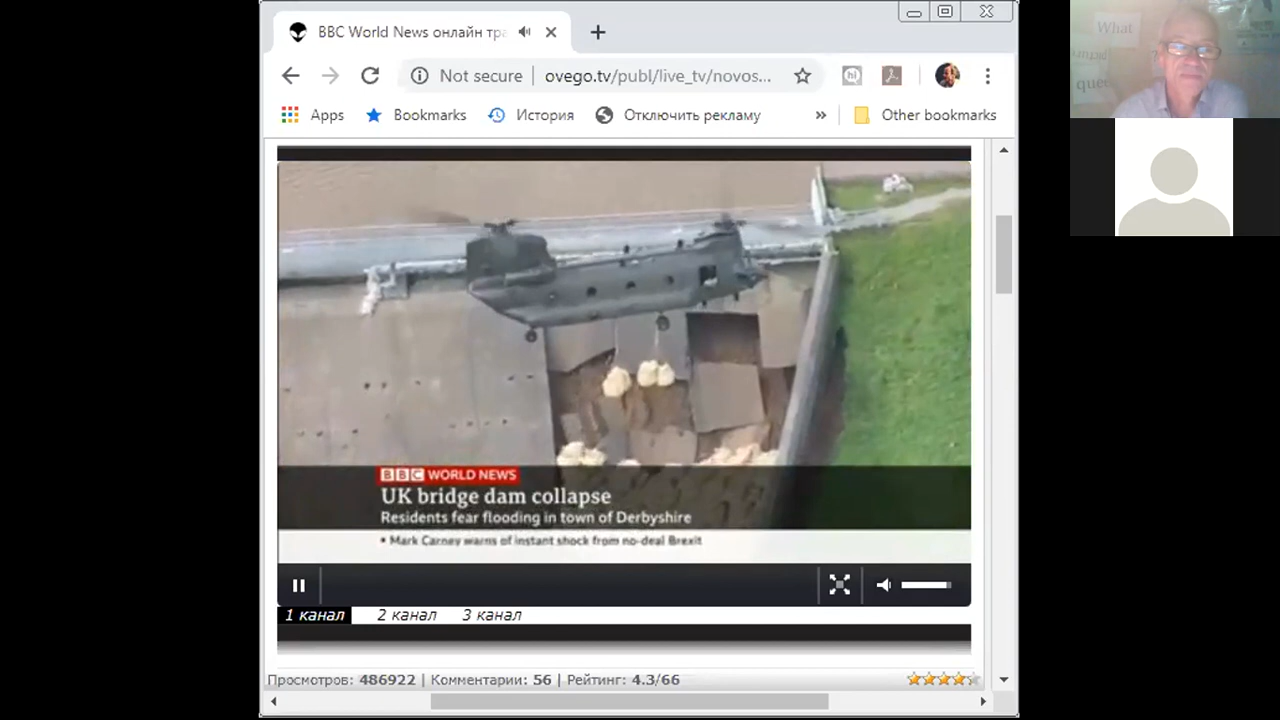 BBC World News онлайн тра
Not secure | ovego.tv/publ/live_tv/novos...
Apps Bookmarks История Отключить рекламу » Other bookmarks
BBC WORLD NEWS
UK bridge dam collapse
Residents fear flooding in town of Derbyshire
• Mark Carney warns of instant shock from no-deal Brexit
1 канал 2 канал 3 канал
Просмотров: 486922 | Комментарии: 56 | Рейтинг: 4.3/66
What